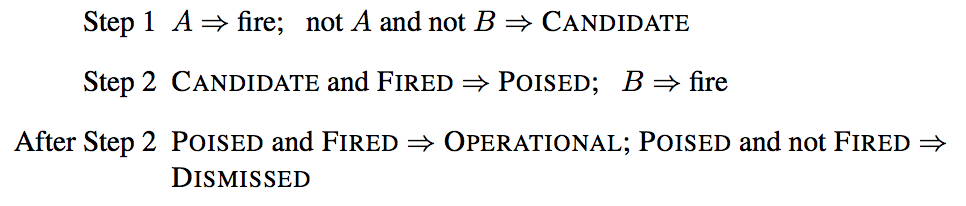 Step 1 A ⇒ fire; not A and not B ⇒ CANDIDATE
Step 2 CANDIDATE and FIRED ⇒ POISED; B ⇒ fire
After Step 2 POISED and FIRED ⇒ OPERATIONAL; POISED and not FIRED ⇒
DISMISSED